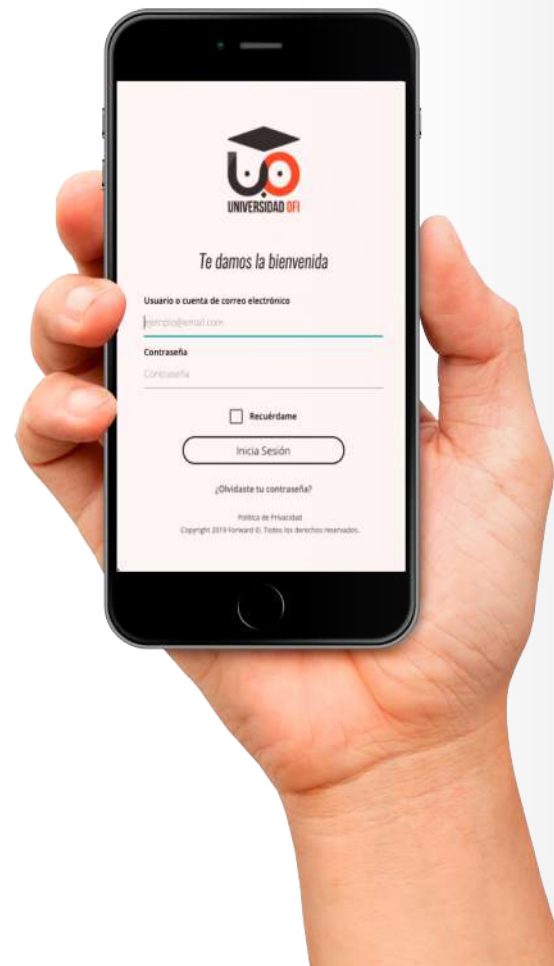 UNIVERSIDAD OFI
Te damos la bienvenida
Usuario o cuenta de correo electrónico
ejemplo@email.com
Contraseña
Contraseña
Recuérdame
Inicia Sesión
¿Olvidaste tu contraseña?
Política de Privacidad
Copyright 2019 Forward ©. Todos los derechos reservados.